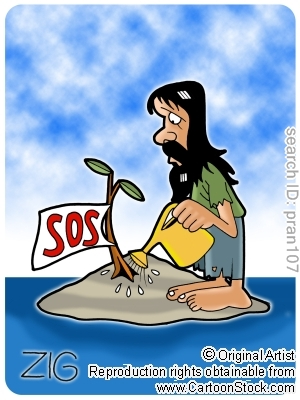 SOS
search ID: pran107
ZIG
© Original Artist
Reproduction rights obtainable from
www.CartoonStock.com